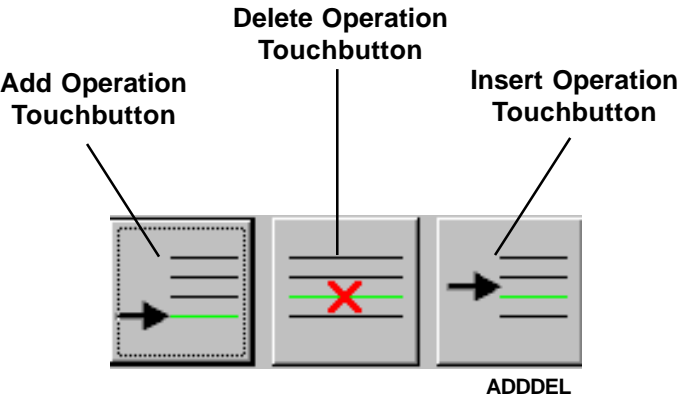 Delete Operation
Touchbutton
Add Operation
Touchbutton
Insert Operation
Touchbutton
ADDDEL